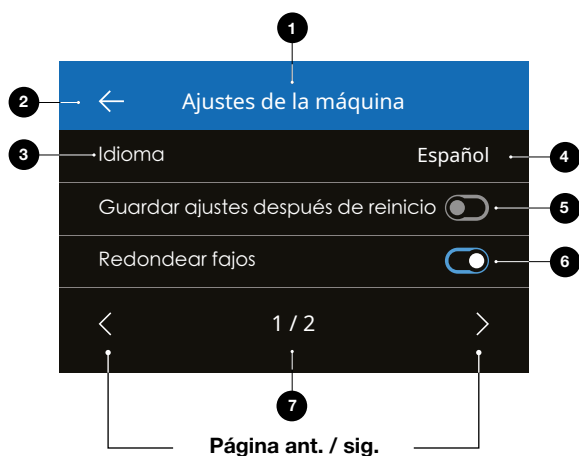 1
2
Ajustes de la máquina
3
Idioma
Español
4
Guardar ajustes después de reinicio
5
Redondear fajos
6
1 / 2
7
Página ant. / sig.